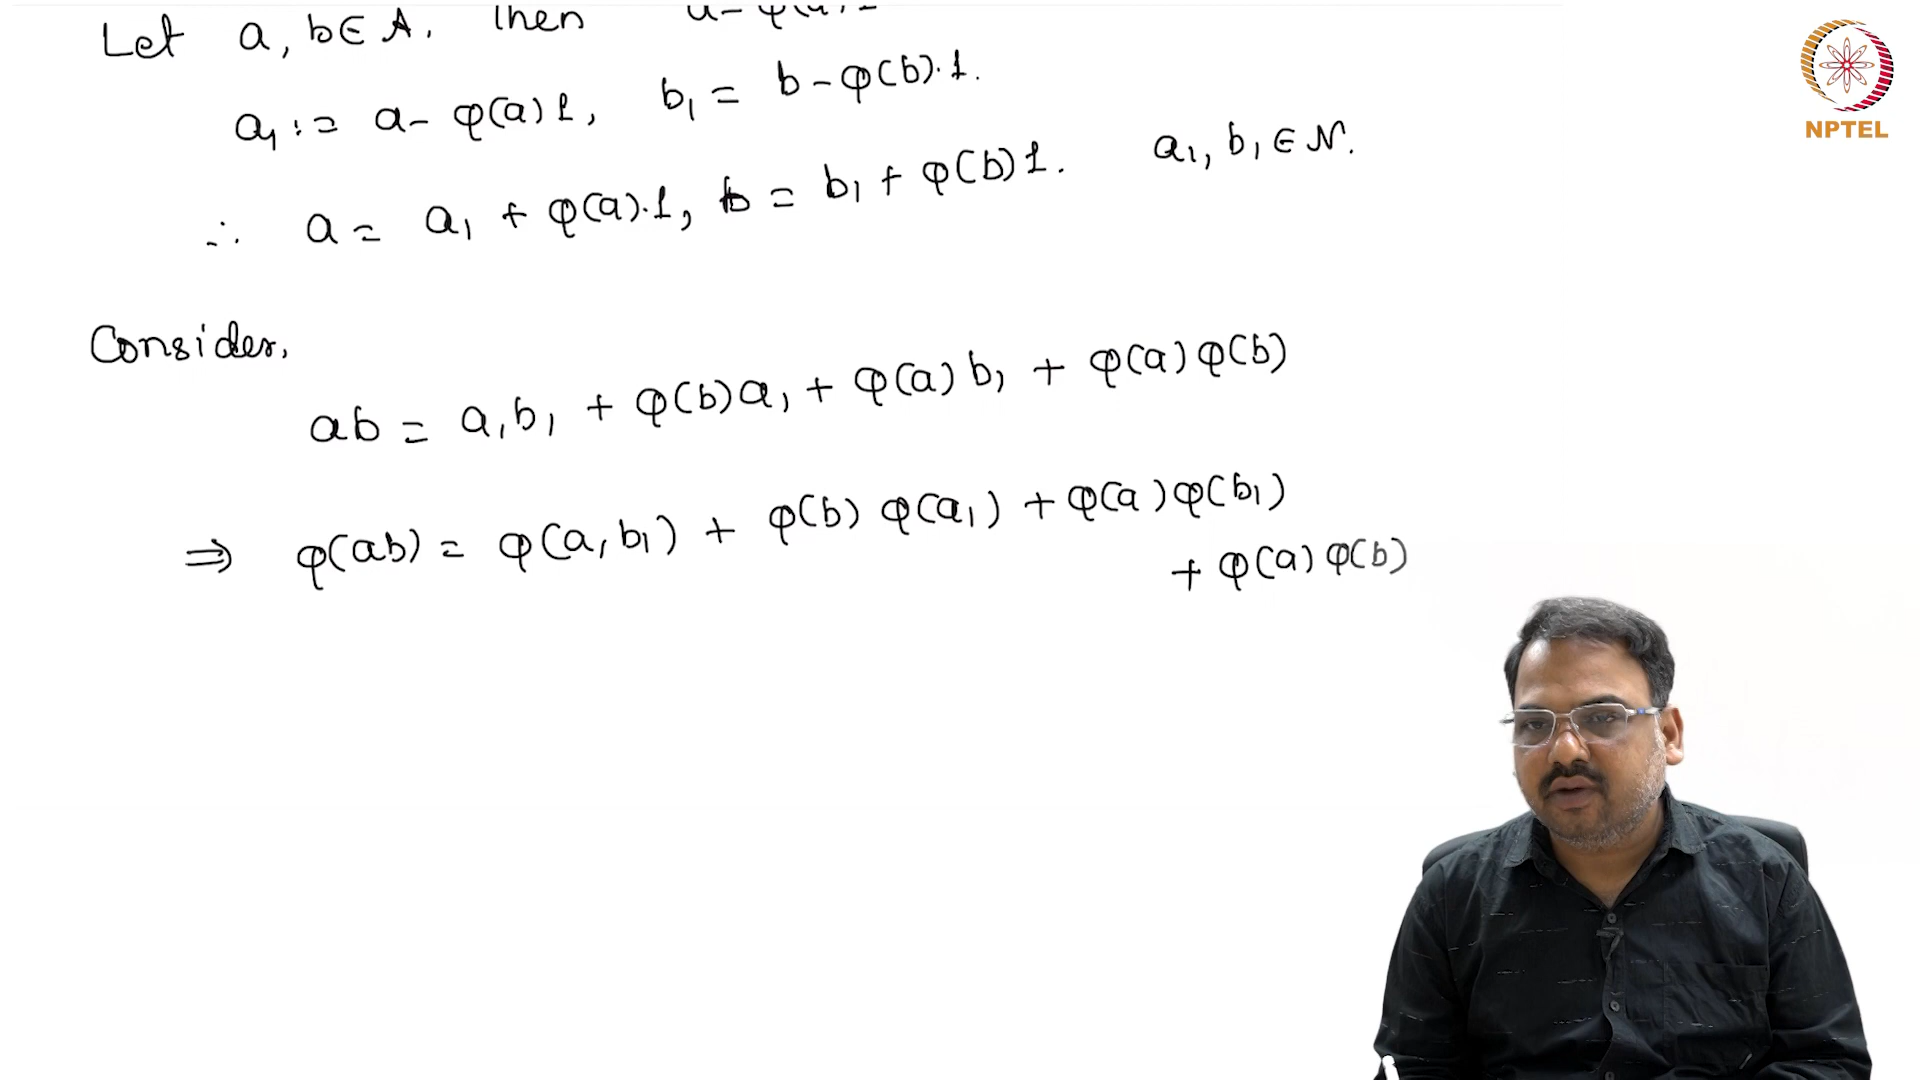 Let a, b ∈ A. Then a - φ(a)
a₁ := a - φ(a)1, b₁ = b - φ(b)·1.
∴ a = a₁ + φ(a)·1, b = b₁ + φ(b)1. a₁, b₁ ∈ N.
Consider,
ab = a₁b₁ + φ(b)a₁ + φ(a)b₁ + φ(a)φ(b)
⇒ φ(ab) = φ(a₁b₁) + φ(b)φ(a₁) + φ(a)φ(b₁)
+ φ(a)φ(b)
NPTEL